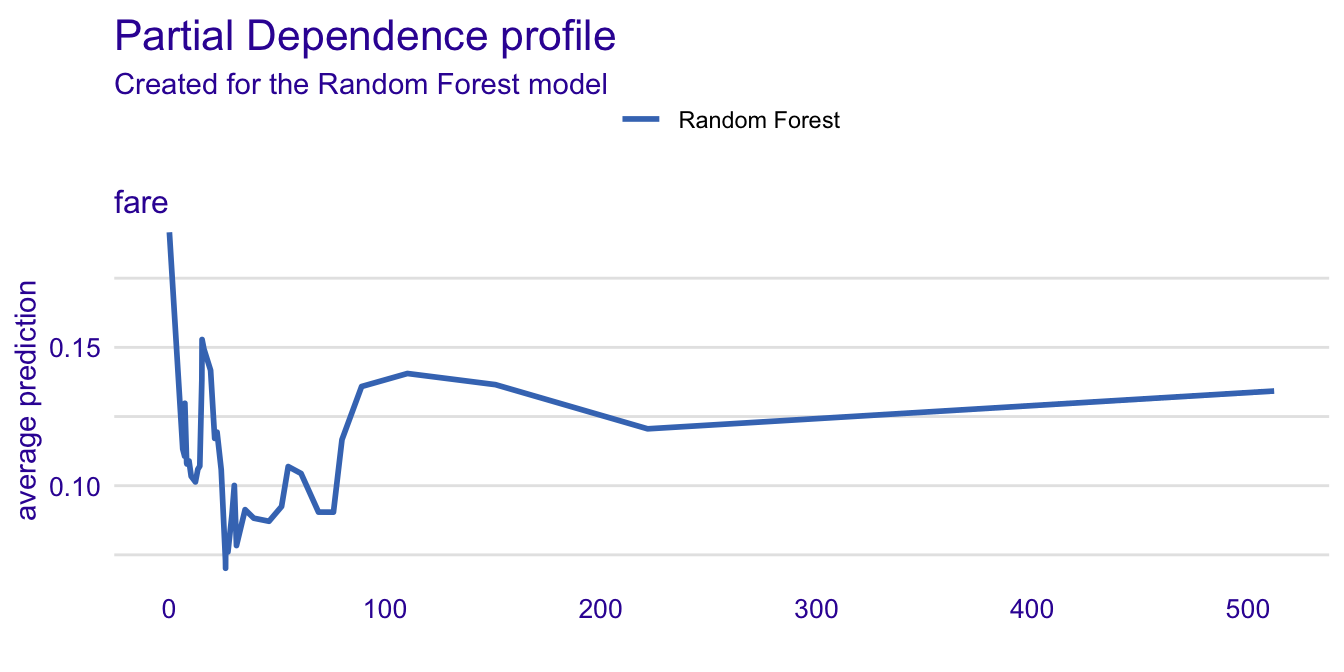 Partial Dependence profile
Created for the Random Forest model
Random Forest
fare
average prediction
0.15
0.10
0 100 200 300 400 500